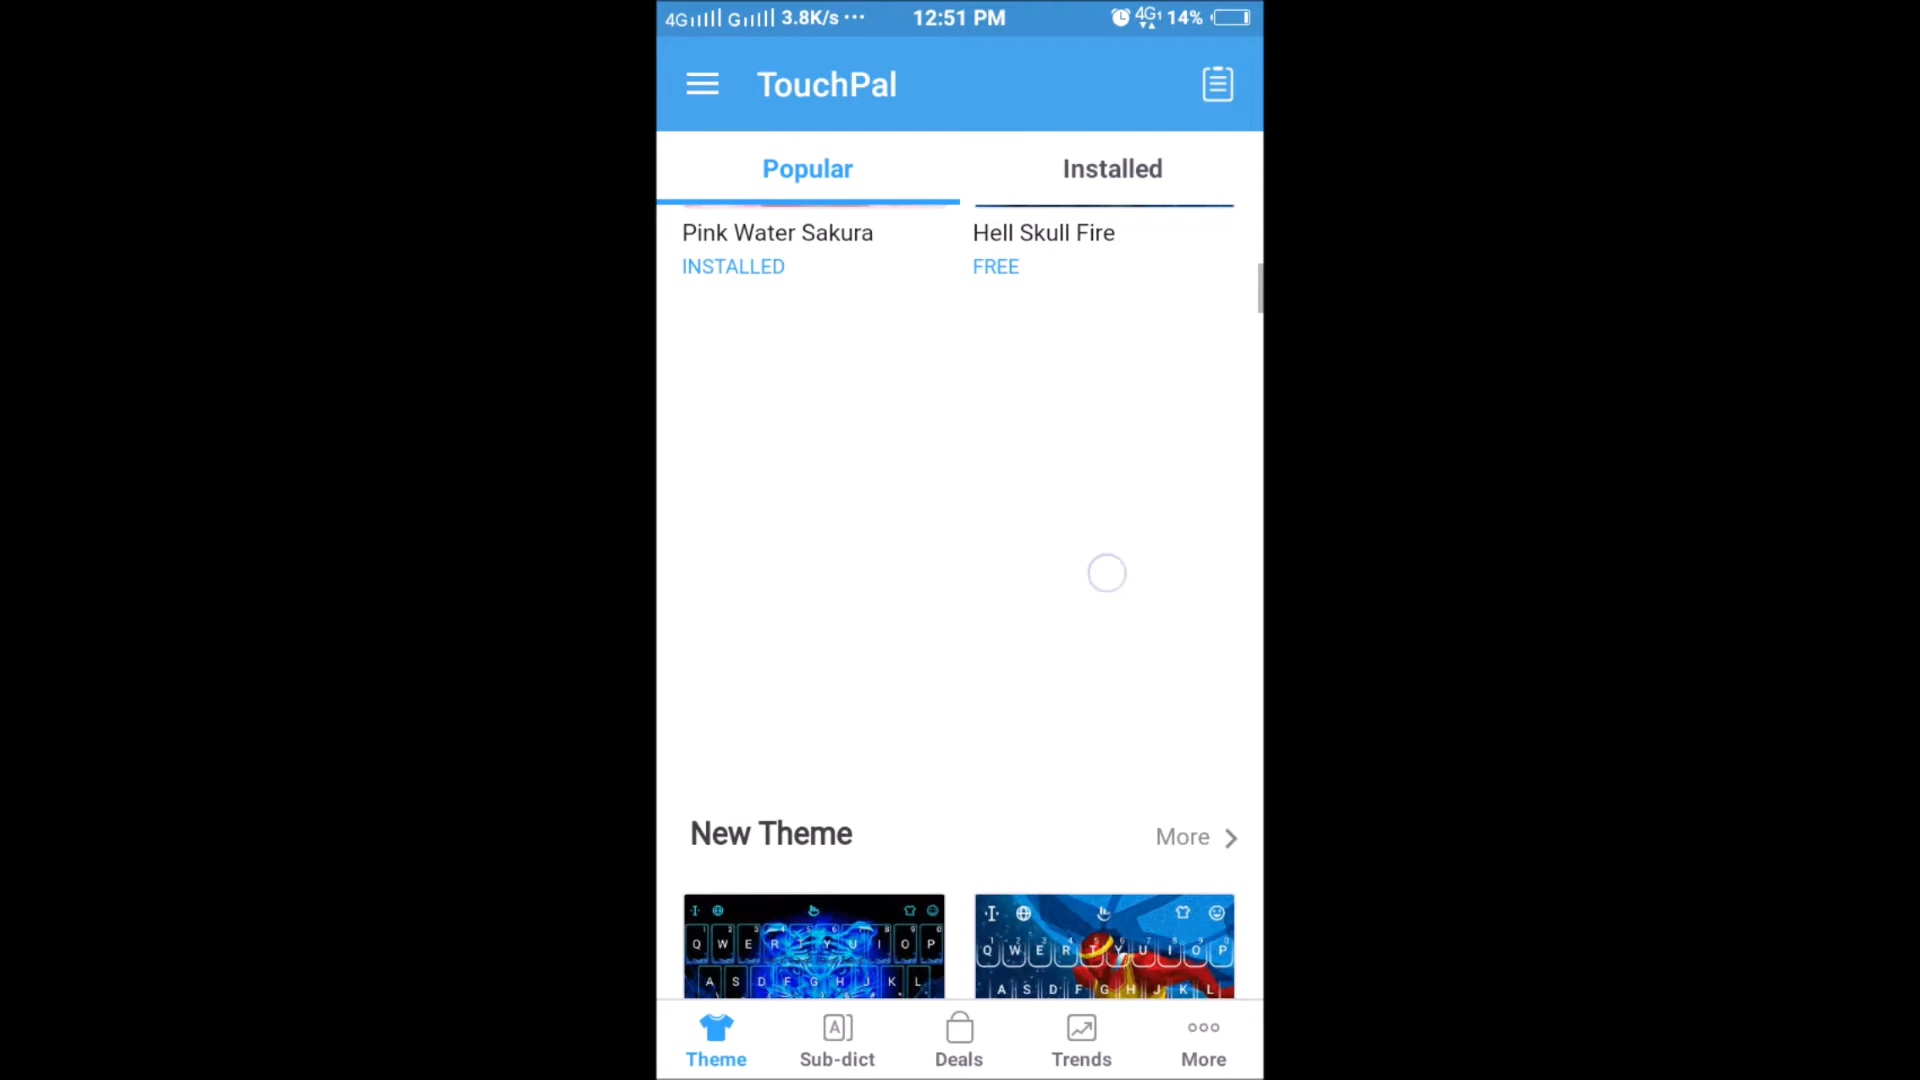 4G G 3.8K/s ··· 12:51 PM 4G1 14%
TouchPal
Popular Installed
Pink Water Sakura Hell Skull Fire
INSTALLED FREE
New Theme More
Q W E R T Y U I O P
A S D F G H J K L
Q W E R T Y U I O P
A S D F G H J K L
Theme Sub-dict Deals Trends More